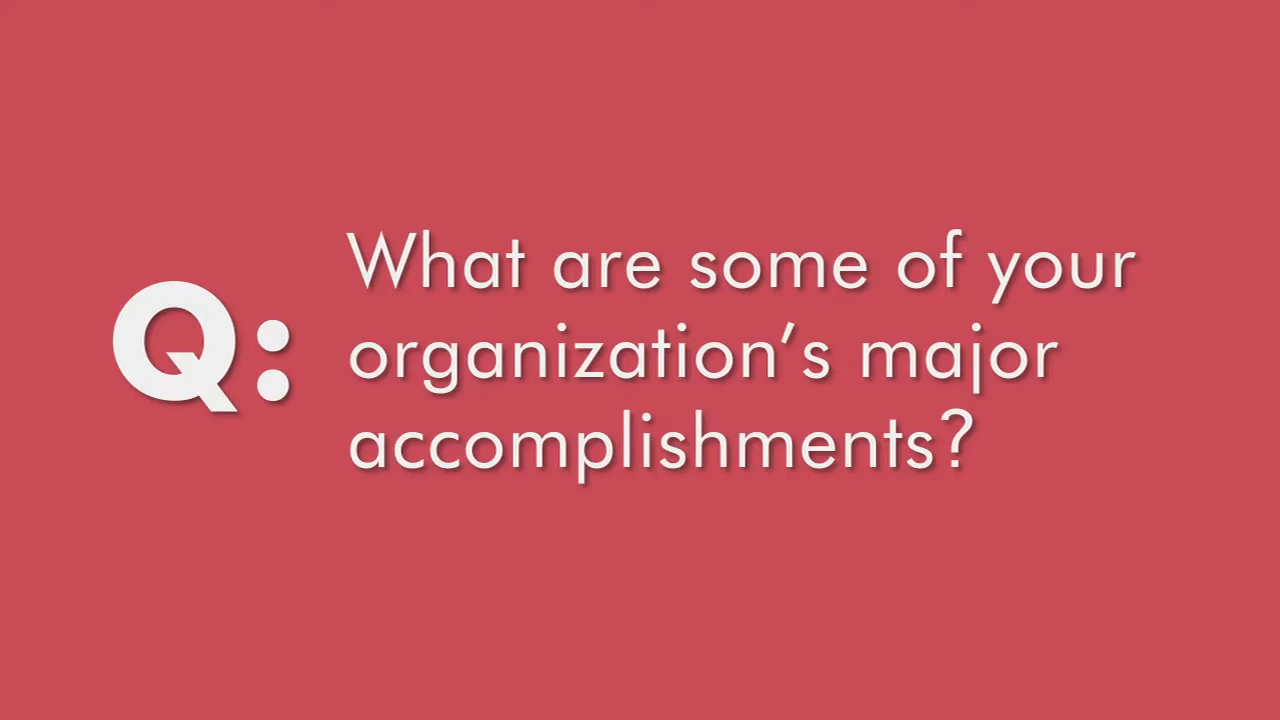 Q: What are some of your
organization’s major
accomplishments?